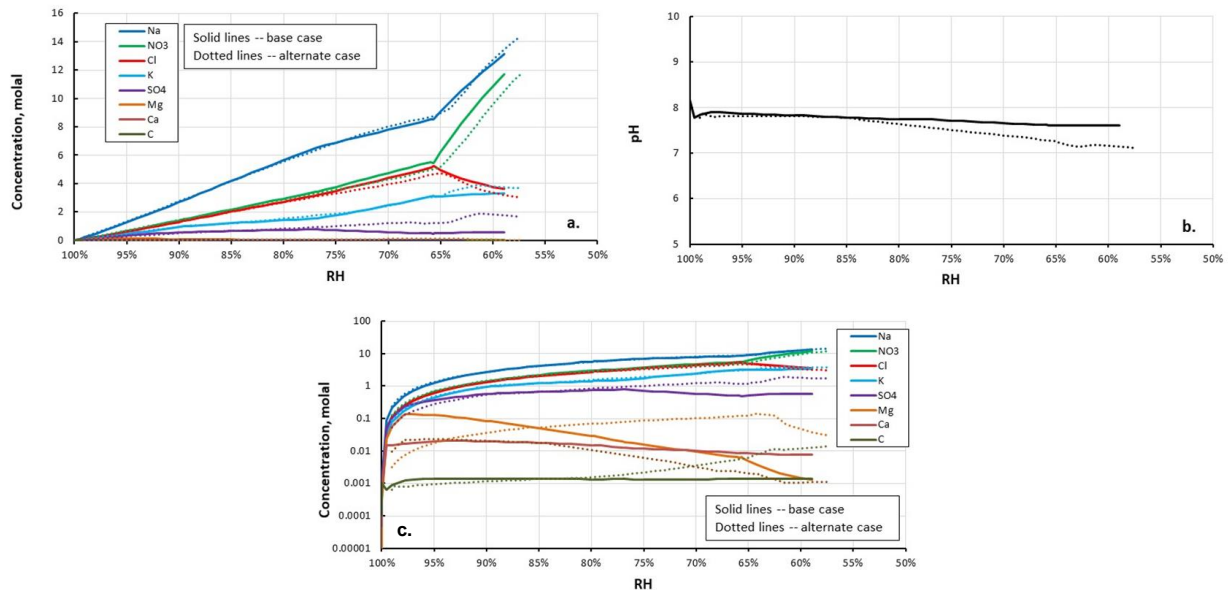 16
14
12
10
8
6
4
2
0
Concentration, molal
Na
NO3
Cl
K
SO4
Mg
Ca
C
Solid lines -- base case
Dotted lines -- alternate case
a.
100% 95% 90% 85% 80% 75% 70% 65% 60% 55% 50%
RH
10
9
8
7
6
5
pH
b.
100% 95% 90% 85% 80% 75% 70% 65% 60% 55% 50%
RH
100
10
1
0.1
0.01
0.001
0.0001
0.00001
Concentration, molal
Na
NO3
Cl
K
SO4
Mg
Ca
C
Solid lines -- base case
Dotted lines -- alternate case
c.
100% 95% 90% 85% 80% 75% 70% 65% 60% 55% 50%
RH